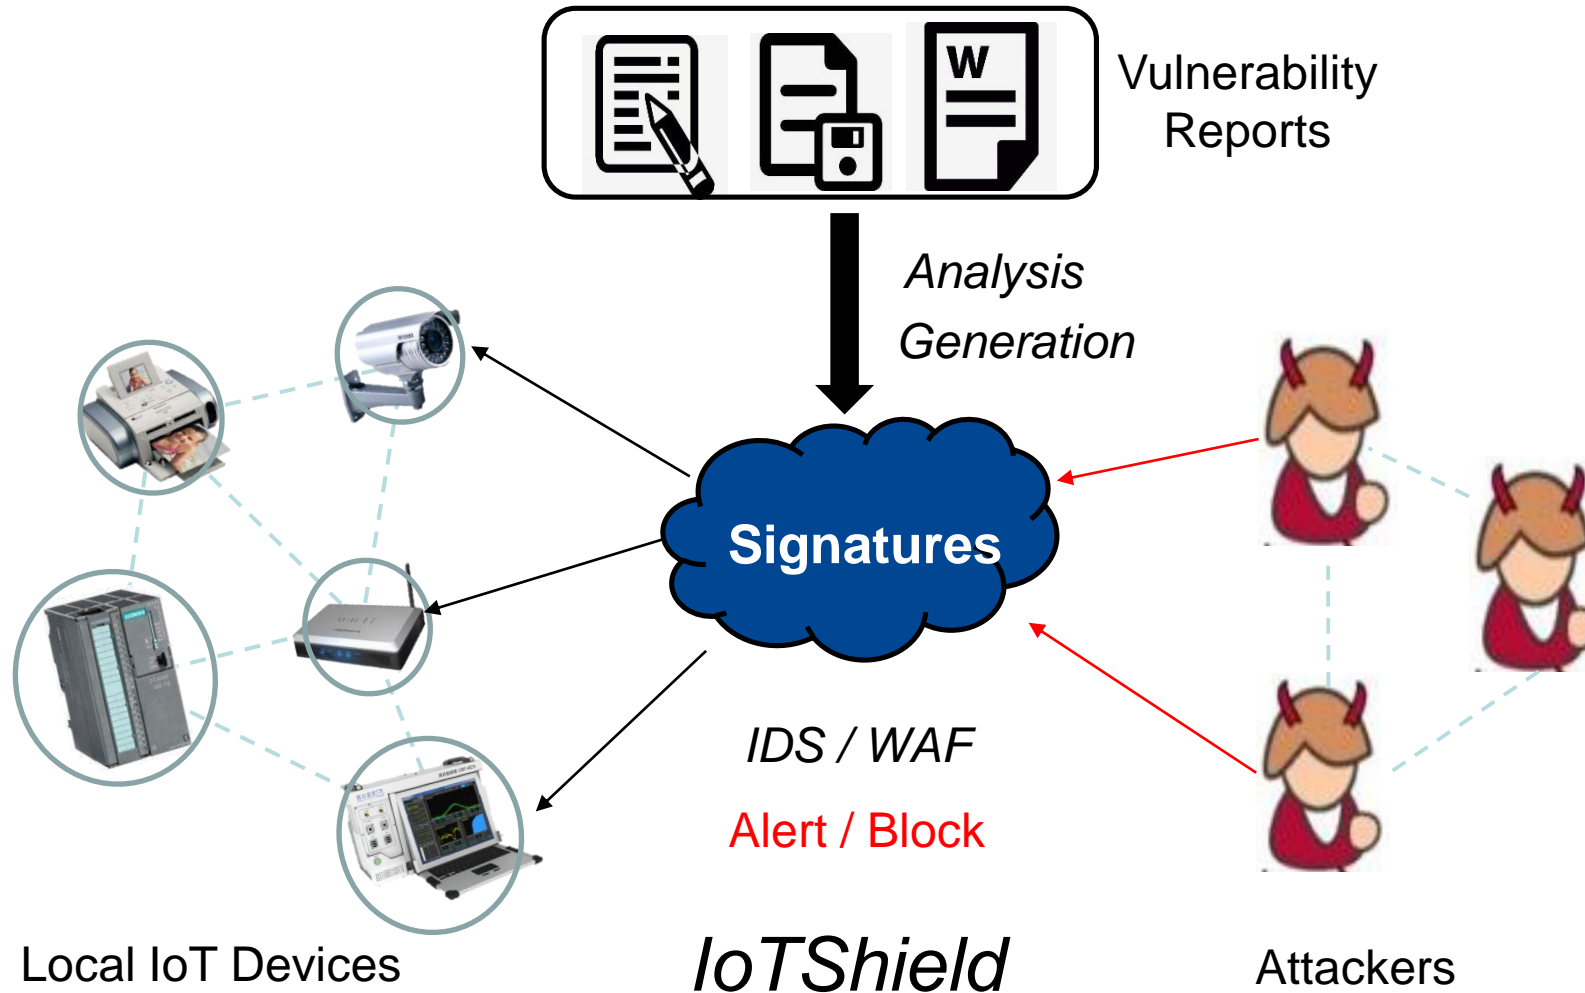 W
Vulnerability
Reports
Analysis
Generation
Signatures
IDS / WAF
Alert / Block
Local IoT Devices
IoTShield
Attackers